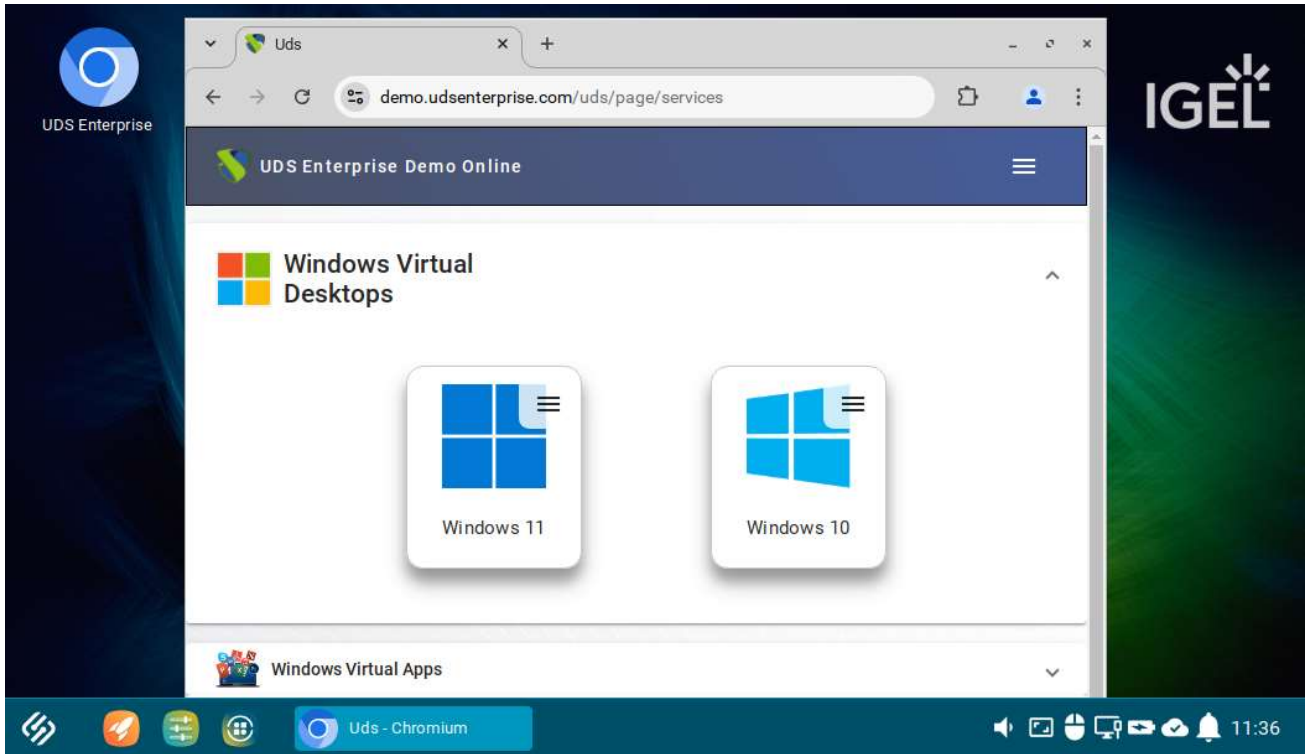 UDS Enterprise
Uds
demo.udsenterprise.com/uds/page/services
IGEL
UDS Enterprise Demo Online
Windows Virtual
Desktops
Windows 11
Windows 10
Windows Virtual Apps
Uds - Chromium
11:36